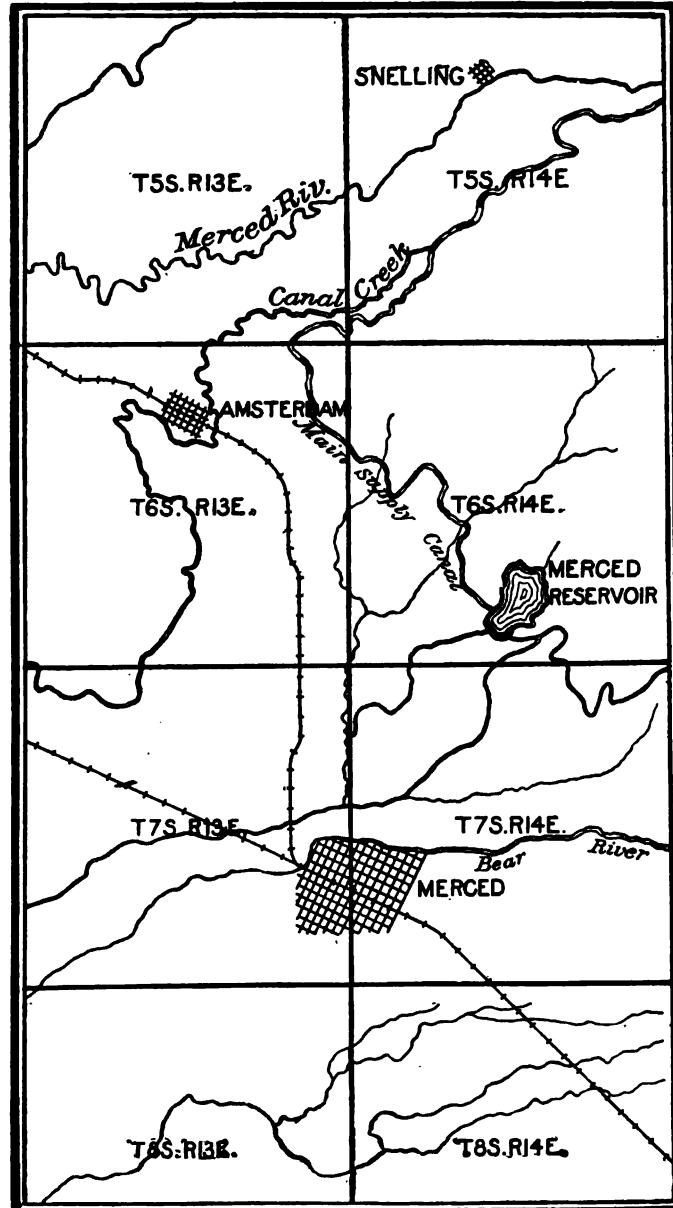 SNELLING
T5S.R13E.
T5S.R14E
Merced Riv.
Canal Creek
AMSTERDAM
Main Supply Canal
T6S.R13E.
T6S.R14E.
MERCED
RESERVOIR
T7S R13E.
T7S.R14E.
Bear River
MERCED
T8S.R13E.
T8S.R14E.